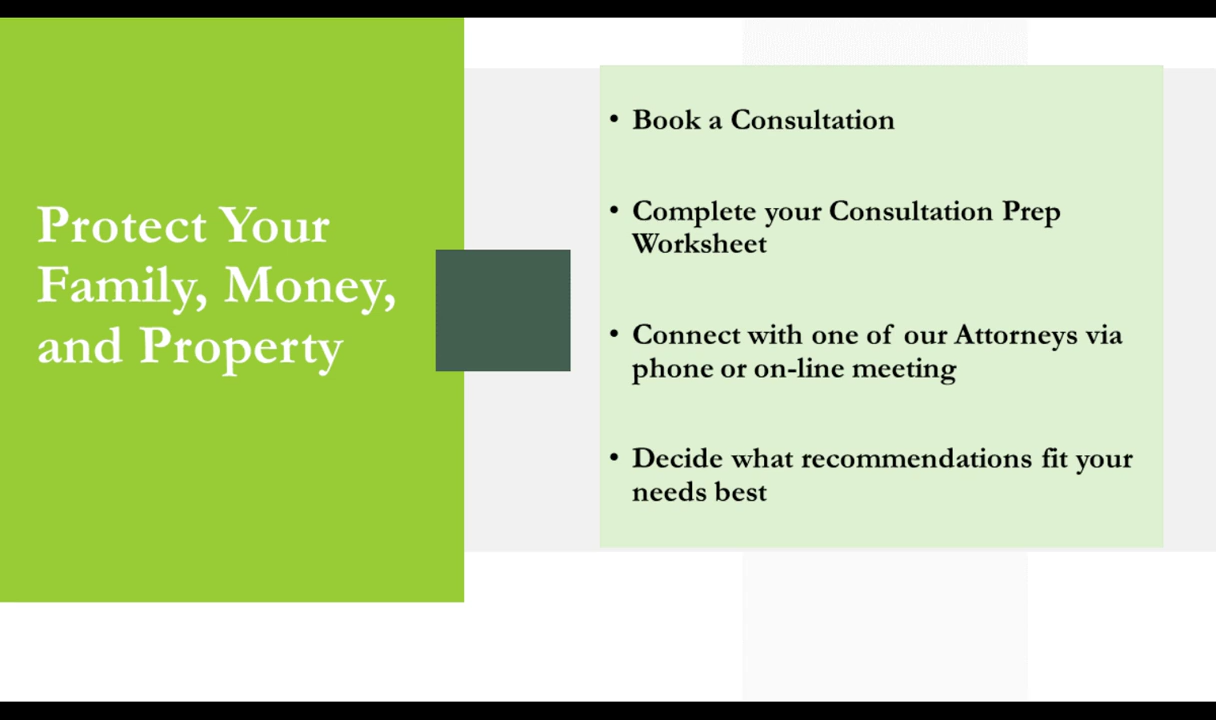 Protect Your
Family, Money,
and Property
• Book a Consultation
• Complete your Consultation Prep
Worksheet
• Connect with one of our Attorneys via
phone or on-line meeting
• Decide what recommendations fit your
needs best